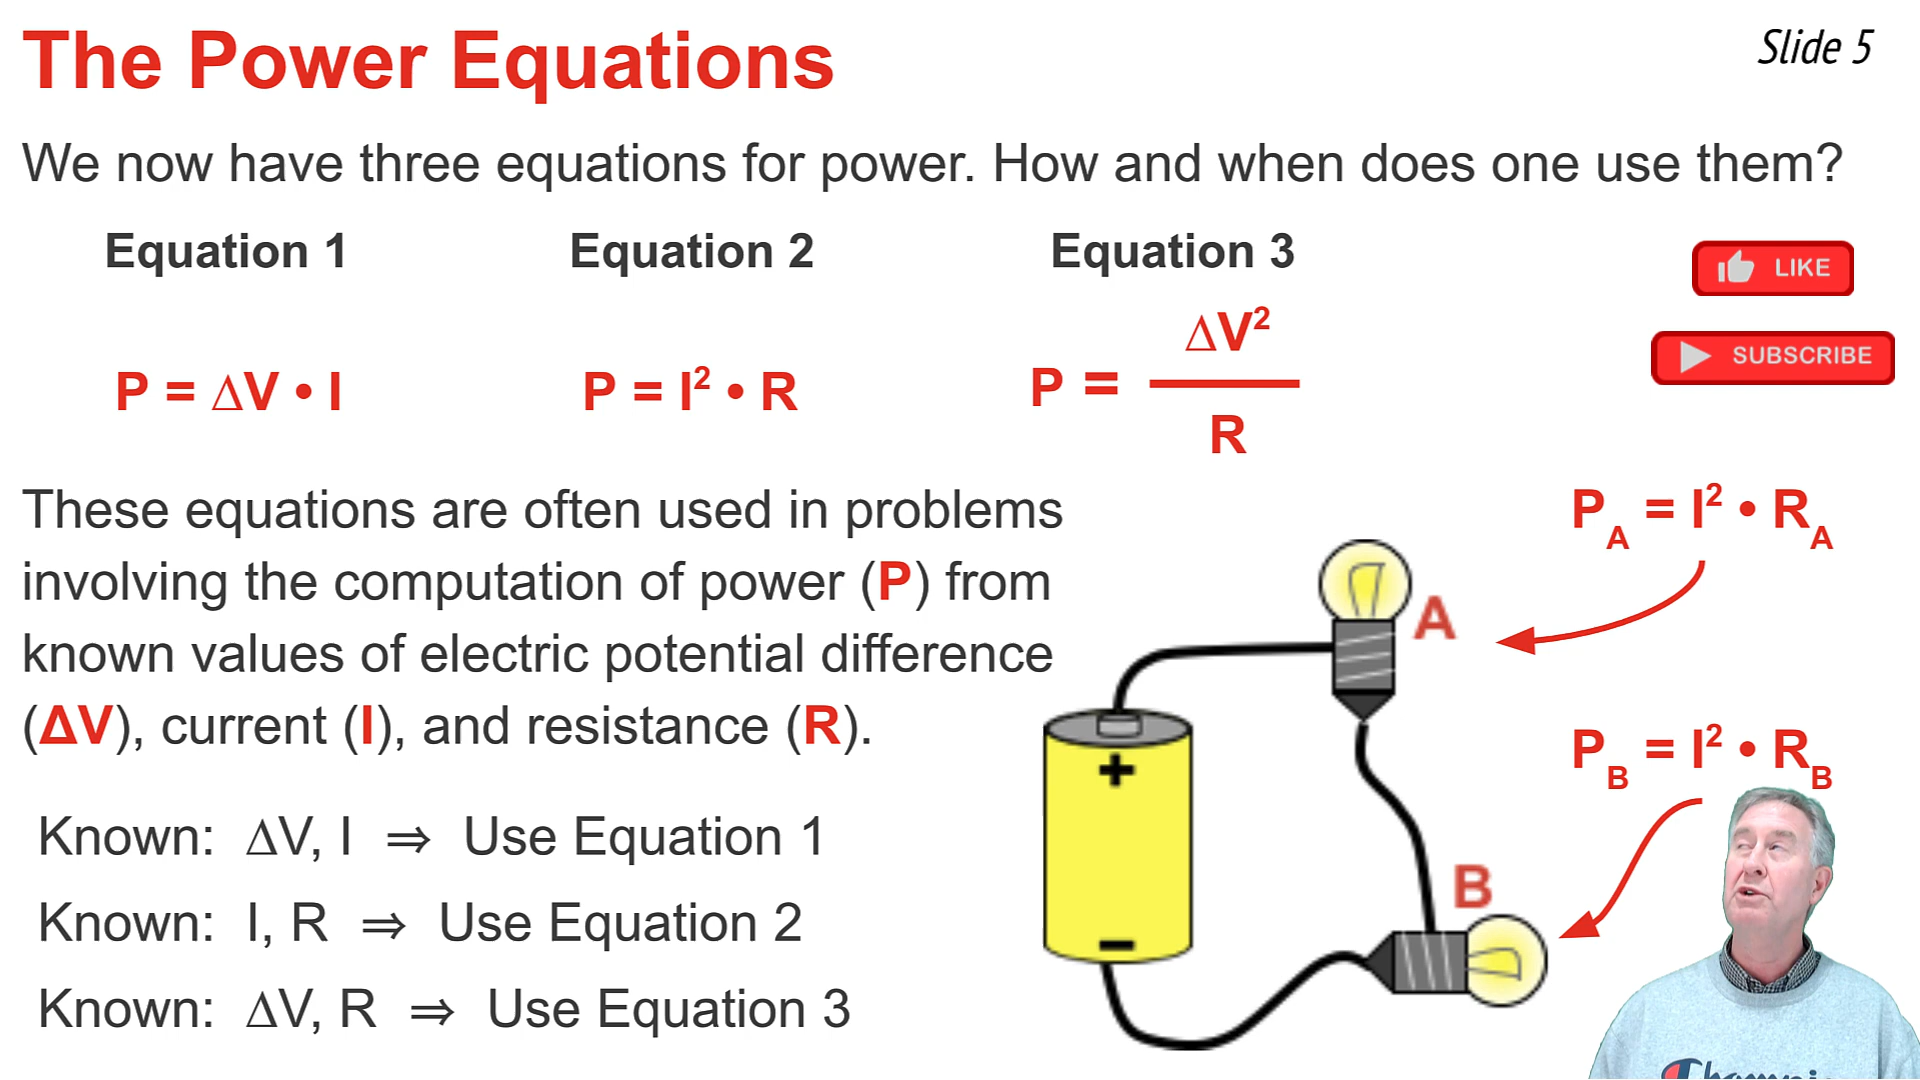 The Power Equations
Slide 5
We now have three equations for power. How and when does one use them?
Equation 1
Equation 2
Equation 3
LIKE
SUBSCRIBE
P = ΔV • I
P = I² • R
P = ΔV² / R
These equations are often used in problems
involving the computation of power (P) from
known values of electric potential difference
(ΔV), current (I), and resistance (R).
P_A = I² • R_A
A
P_B = I² • R_B
+
B
−
Known: ΔV, I ⇒ Use Equation 1
Known: I, R ⇒ Use Equation 2
Known: ΔV, R ⇒ Use Equation 3